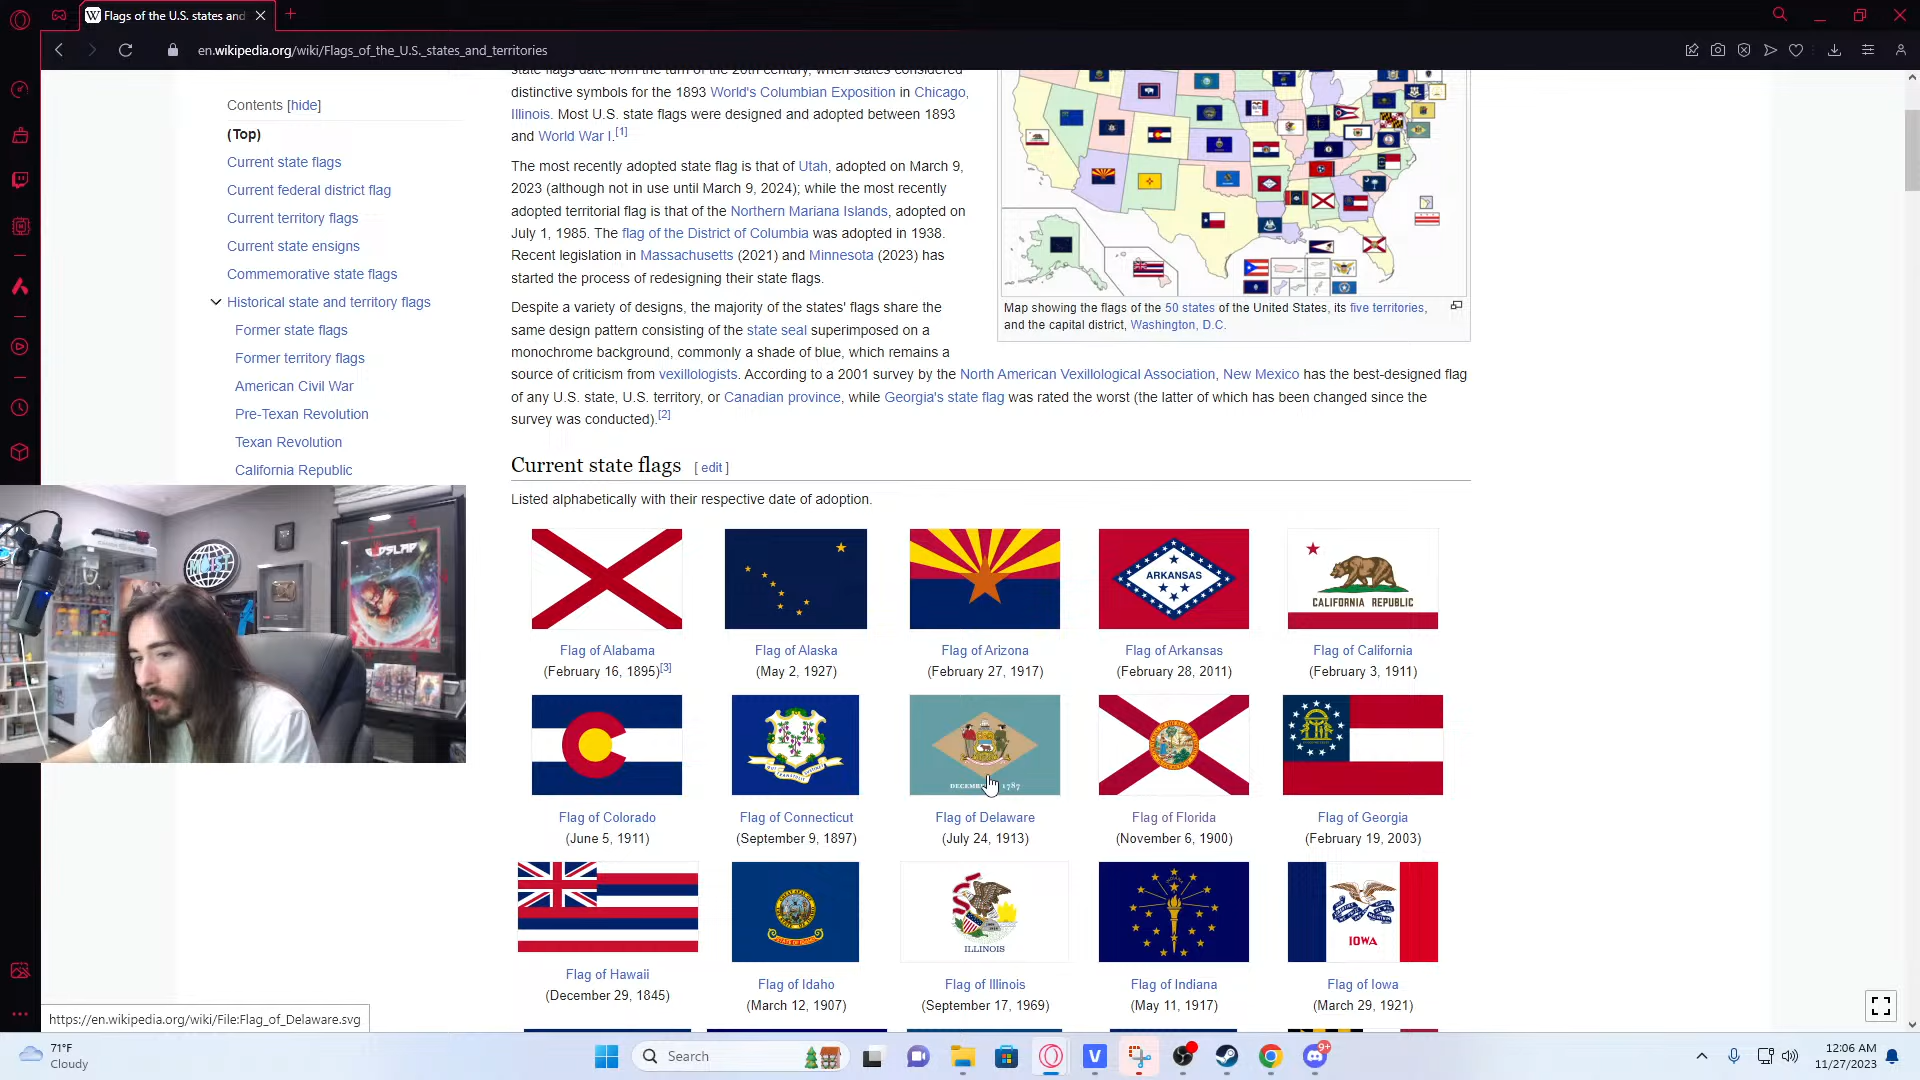 Flags of the U.S. states and
en.wikipedia.org/wiki/Flags_of_the_U.S._states_and_territories
Contents [hide]
(Top)
Current state flags
Current federal district flag
Current territory flags
Current state ensigns
Commemorative state flags
Historical state and territory flags
Former state flags
Former territory flags
American Civil War
Pre-Texan Revolution
Texan Revolution
California Republic
state flags date from the turn of the 20th century, when states considered
distinctive symbols for the 1893 World's Columbian Exposition in Chicago,
Illinois. Most U.S. state flags were designed and adopted between 1893
and World War I.[1]
The most recently adopted state flag is that of Utah, adopted on March 9,
2023 (although not in use until March 9, 2024); while the most recently
adopted territorial flag is that of the Northern Mariana Islands, adopted on
July 1, 1985. The flag of the District of Columbia was adopted in 1938.
Recent legislation in Massachusetts (2021) and Minnesota (2023) has
started the process of redesigning their state flags.
Map showing the flags of the 50 states of the United States, its five territories,
and the capital district, Washington, D.C.
Despite a variety of designs, the majority of the states' flags share the
same design pattern consisting of the state seal superimposed on a
monochrome background, commonly a shade of blue, which remains a
source of criticism from vexillologists. According to a 2001 survey by the North American Vexillological Association, New Mexico has the best-designed flag
of any U.S. state, U.S. territory, or Canadian province, while Georgia's state flag was rated the worst (the latter of which has been changed since the
survey was conducted).[2]
Current state flags [ edit ]
Listed alphabetically with their respective date of adoption.
ARKANSAS
CALIFORNIA REPUBLIC
Flag of Alabama
(February 16, 1895)[3]
Flag of Alaska
(May 2, 1927)
Flag of Arizona
(February 27, 1917)
Flag of Arkansas
(February 28, 2011)
Flag of California
(February 3, 1911)
Flag of Colorado
(June 5, 1911)
Flag of Connecticut
(September 9, 1897)
Flag of Delaware
(July 24, 1913)
Flag of Florida
(November 6, 1900)
Flag of Georgia
(February 19, 2003)
ILLINOIS
IOWA
Flag of Hawaii
(December 29, 1845)
Flag of Idaho
(March 12, 1907)
Flag of Illinois
(September 17, 1969)
Flag of Indiana
(May 11, 1917)
Flag of Iowa
(March 29, 1921)
MOIST
https://en.wikipedia.org/wiki/File:Flag_of_Delaware.svg
71°F
Cloudy
Search
9+
12:06 AM
11/27/2023